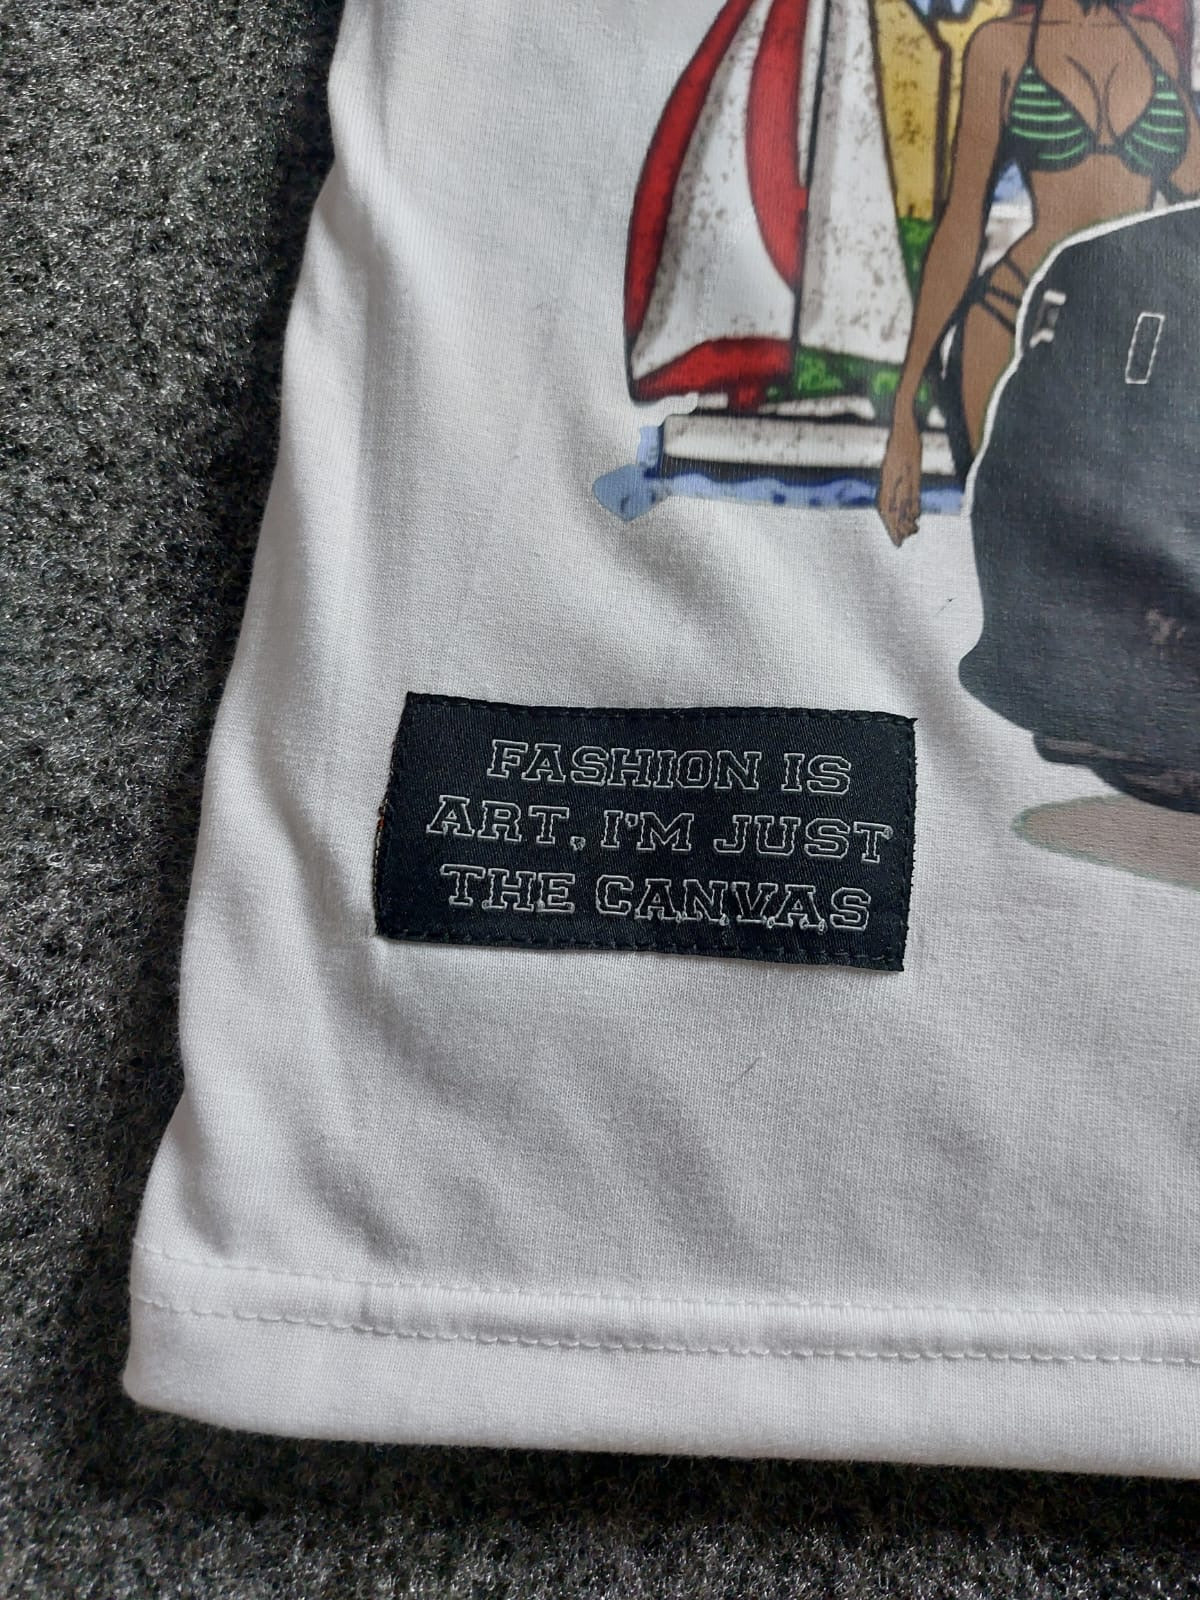 FASHION IS
ART, I'M JUST
THE CANVAS